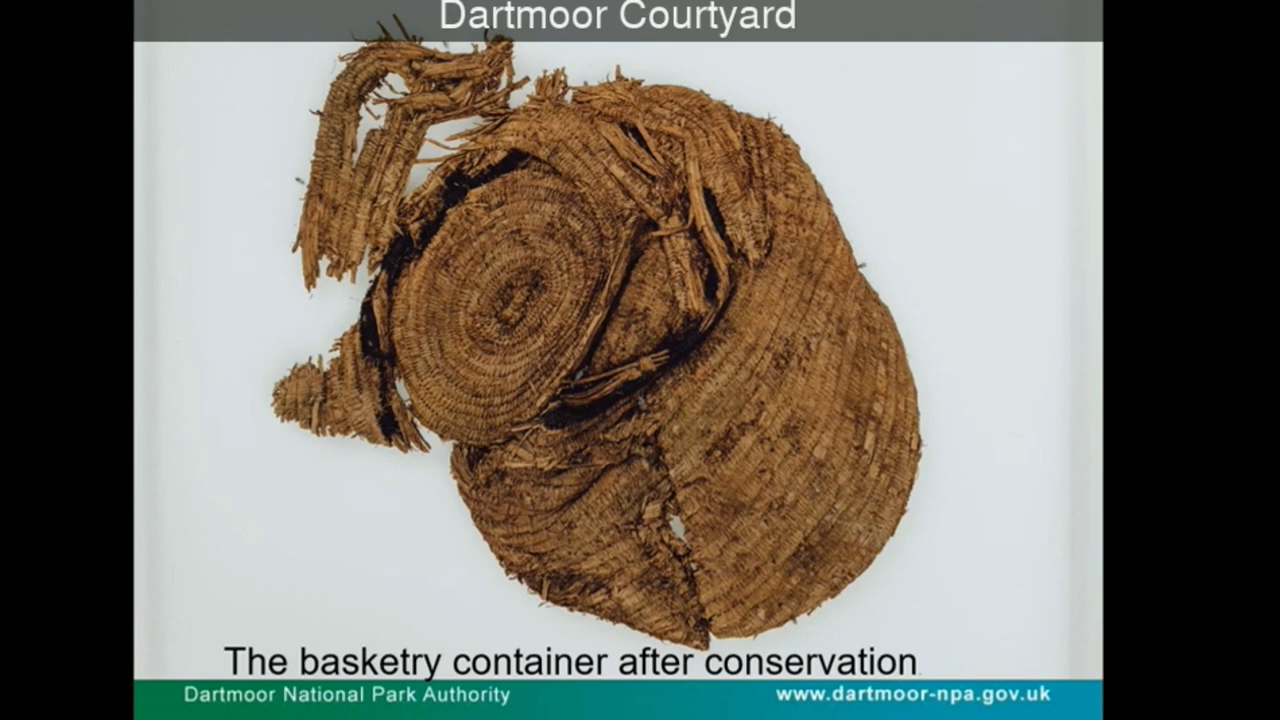 Dartmoor Courtyard
The basketry container after conservation
Dartmoor National Park Authority
www.dartmoor-npa.gov.uk